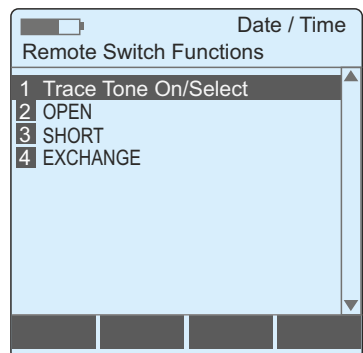 Date / Time
Remote Switch Functions
1 Trace Tone On/Select
2 OPEN
3 SHORT
4 EXCHANGE